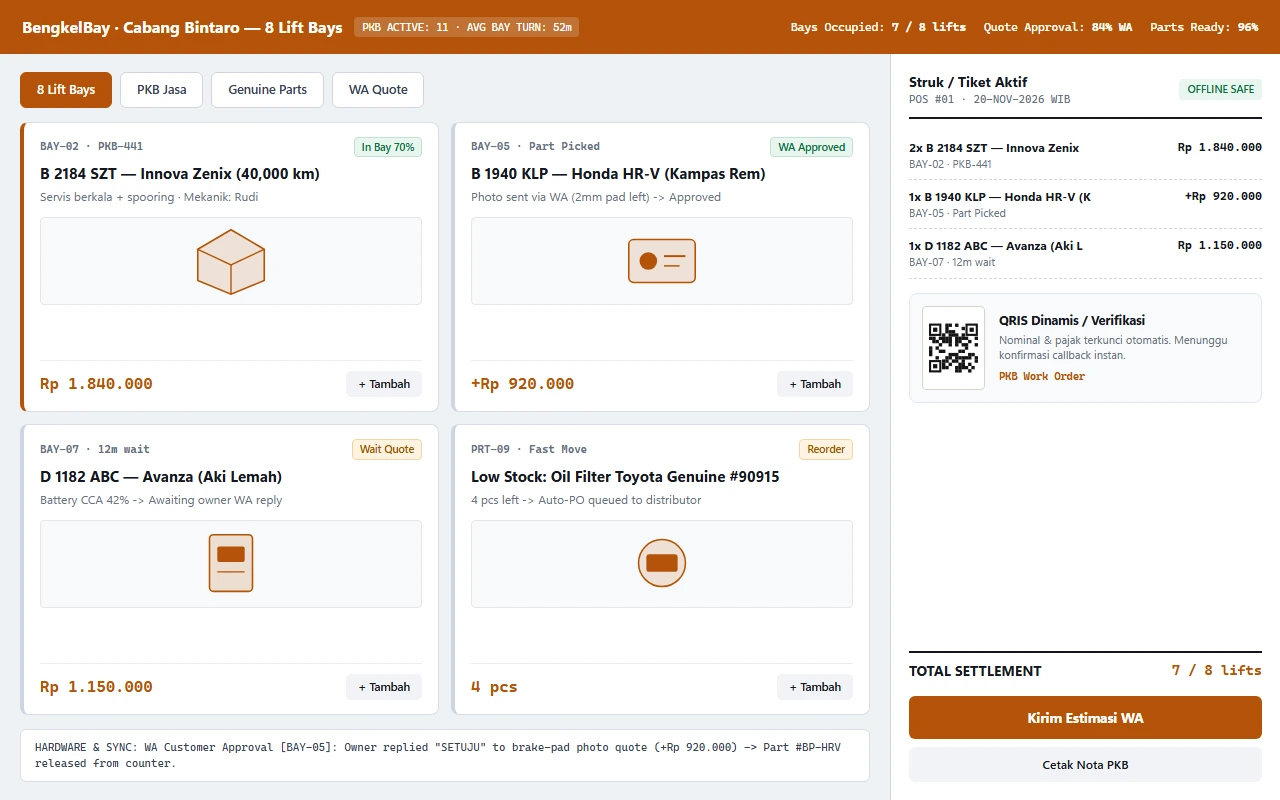 BengkelBay · Cabang Bintaro — 8 Lift Bays
PKB ACTIVE: 11 · AVG BAY TURN: 52m
Bays Occupied: 7 / 8 lifts
Quote Approval: 84% WA
Parts Ready: 96%
8 Lift Bays
PKB Jasa
Genuine Parts
WA Quote
BAY-02 · PKB-441
In Bay 70%
B 2184 SZT — Innova Zenix (40,000 km)
Servis berkala + spooring · Mekanik: Rudi
Rp 1.840.000
+ Tambah
BAY-05 · Part Picked
WA Approved
B 1940 KLP — Honda HR-V (Kampas Rem)
Photo sent via WA (2mm pad left) -> Approved
+Rp 920.000
+ Tambah
BAY-07 · 12m wait
Wait Quote
D 1182 ABC — Avanza (Aki Lemah)
Battery CCA 42% -> Awaiting owner WA reply
Rp 1.150.000
+ Tambah
PRT-09 · Fast Move
Reorder
Low Stock: Oil Filter Toyota Genuine #90915
4 pcs left -> Auto-PO queued to distributor
4 pcs
+ Tambah
HARDWARE & SYNC: WA Customer Approval [BAY-05]: Owner replied "SETUJU" to brake-pad photo quote (+Rp 920.000) -> Part #BP-HRV
released from counter.
Struk / Tiket Aktif
POS #01 · 20-NOV-2026 WIB
OFFLINE SAFE
2x B 2184 SZT — Innova Zenix
Rp 1.840.000
BAY-02 · PKB-441
1x B 1940 KLP — Honda HR-V (K
+Rp 920.000
BAY-05 · Part Picked
1x D 1182 ABC — Avanza (Aki L
Rp 1.150.000
BAY-07 · 12m wait
QRIS Dinamis / Verifikasi
Nominal & pajak terkunci otomatis. Menunggu
konfirmasi callback instan.
PKB Work Order
TOTAL SETTLEMENT
7 / 8 lifts
Kirim Estimasi WA
Cetak Nota PKB